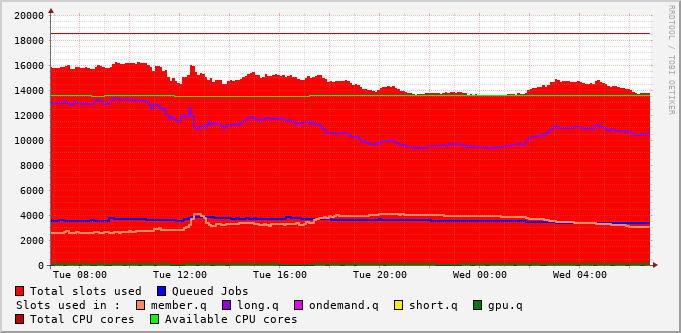 20000
18000
16000
14000
12000
10000
8000
6000
4000
2000
0
Tue 08:00 Tue 12:00 Tue 16:00 Tue 20:00 Wed 00:00 Wed 04:00
RRDTOOL / TOBI OETIKER
Total slots used Queued Jobs
Slots used in : member.q long.q ondemand.q short.q gpu.q
Total CPU cores Available CPU cores